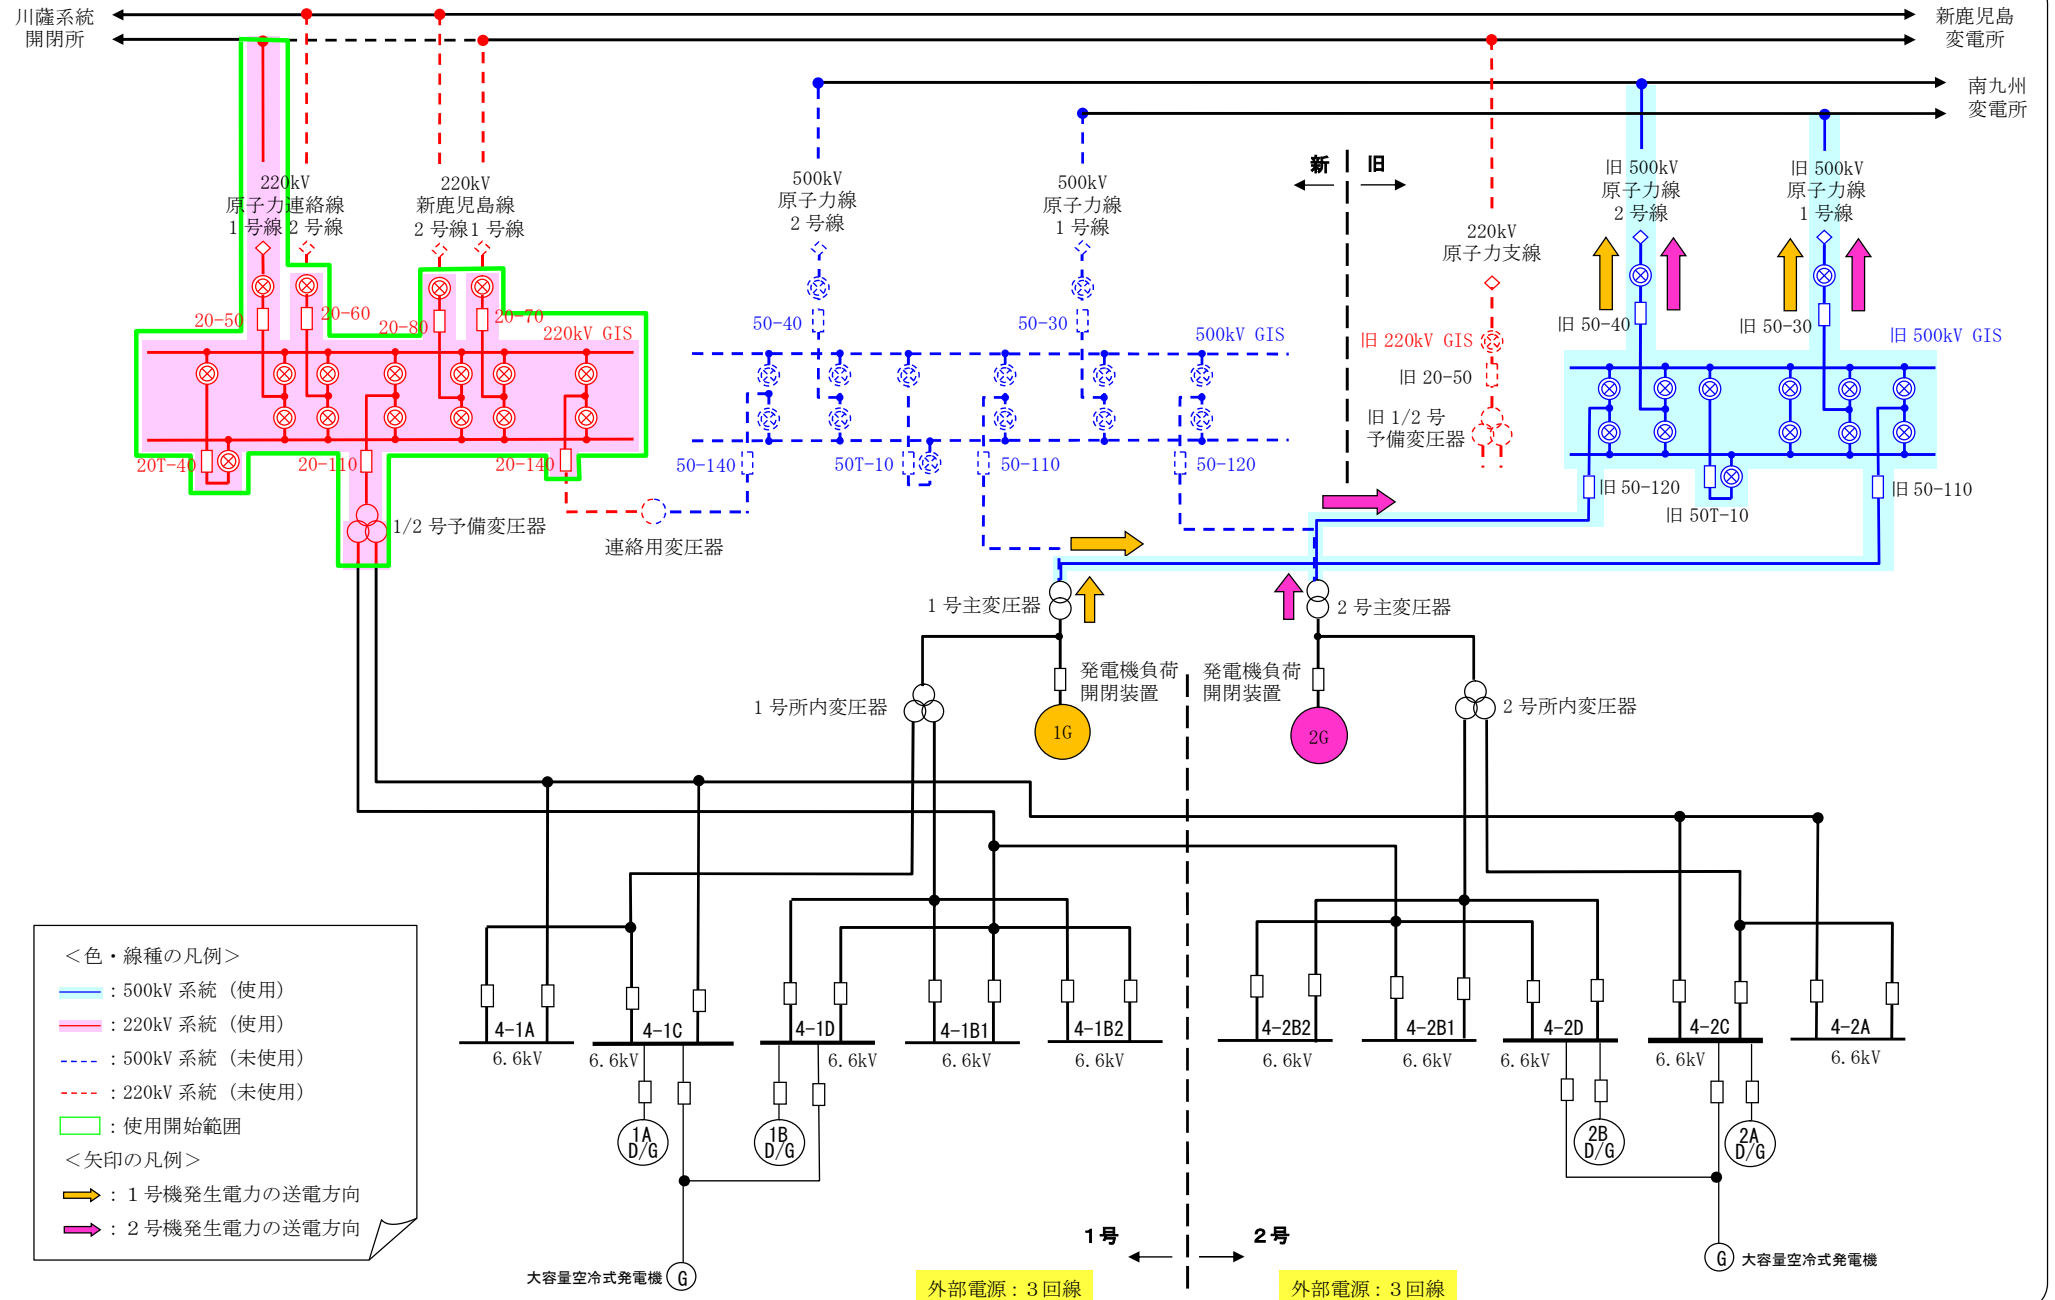 川薩系統
開閉所
新鹿児島
変電所
南九州
変電所
新
旧
220kV
原子力連絡線
1号線 2号線
220kV
新鹿児島線
2号線 1号線
500kV
原子力線
2号線
500kV
原子力線
1号線
220kV
原子力支線
旧 500kV
原子力線
2号線
旧 500kV
原子力線
1号線
20-50
20-60
20-80
20-70
220kV GIS
50-40
50-30
500kV GIS
旧 220kV GIS
旧 20-50
旧 1/2 号
予備変圧器
旧 50-40
旧 50-30
旧 500kV GIS
20T-40
20-110
20-140
50-140
50T-10
50-110
50-120
旧 50-120
旧 50T-10
旧 50-110
1/2 号予備変圧器
連絡用変圧器
1 号主変圧器
2 号主変圧器
発電機負荷
開閉装置
発電機負荷
開閉装置
1 号所内変圧器
2 号所内変圧器
1G
2G
4-1A
6.6kV
4-1C
6.6kV
4-1D
6.6kV
4-1B1
6.6kV
4-1B2
6.6kV
4-2B2
6.6kV
4-2B1
6.6kV
4-2D
6.6kV
4-2C
6.6kV
4-2A
6.6kV
1A
D/G
1B
D/G
2B
D/G
2A
D/G
大容量空冷式発電機
G
G
大容量空冷式発電機
1号
2号
外部電源:3回線
外部電源:3回線
<色・線種の凡例>
:500kV 系統(使用)
:220kV 系統(使用)
:500kV 系統(未使用)
:220kV 系統(未使用)
:使用開始範囲
<矢印の凡例>
:1号機発生電力の送電方向
:2号機発生電力の送電方向